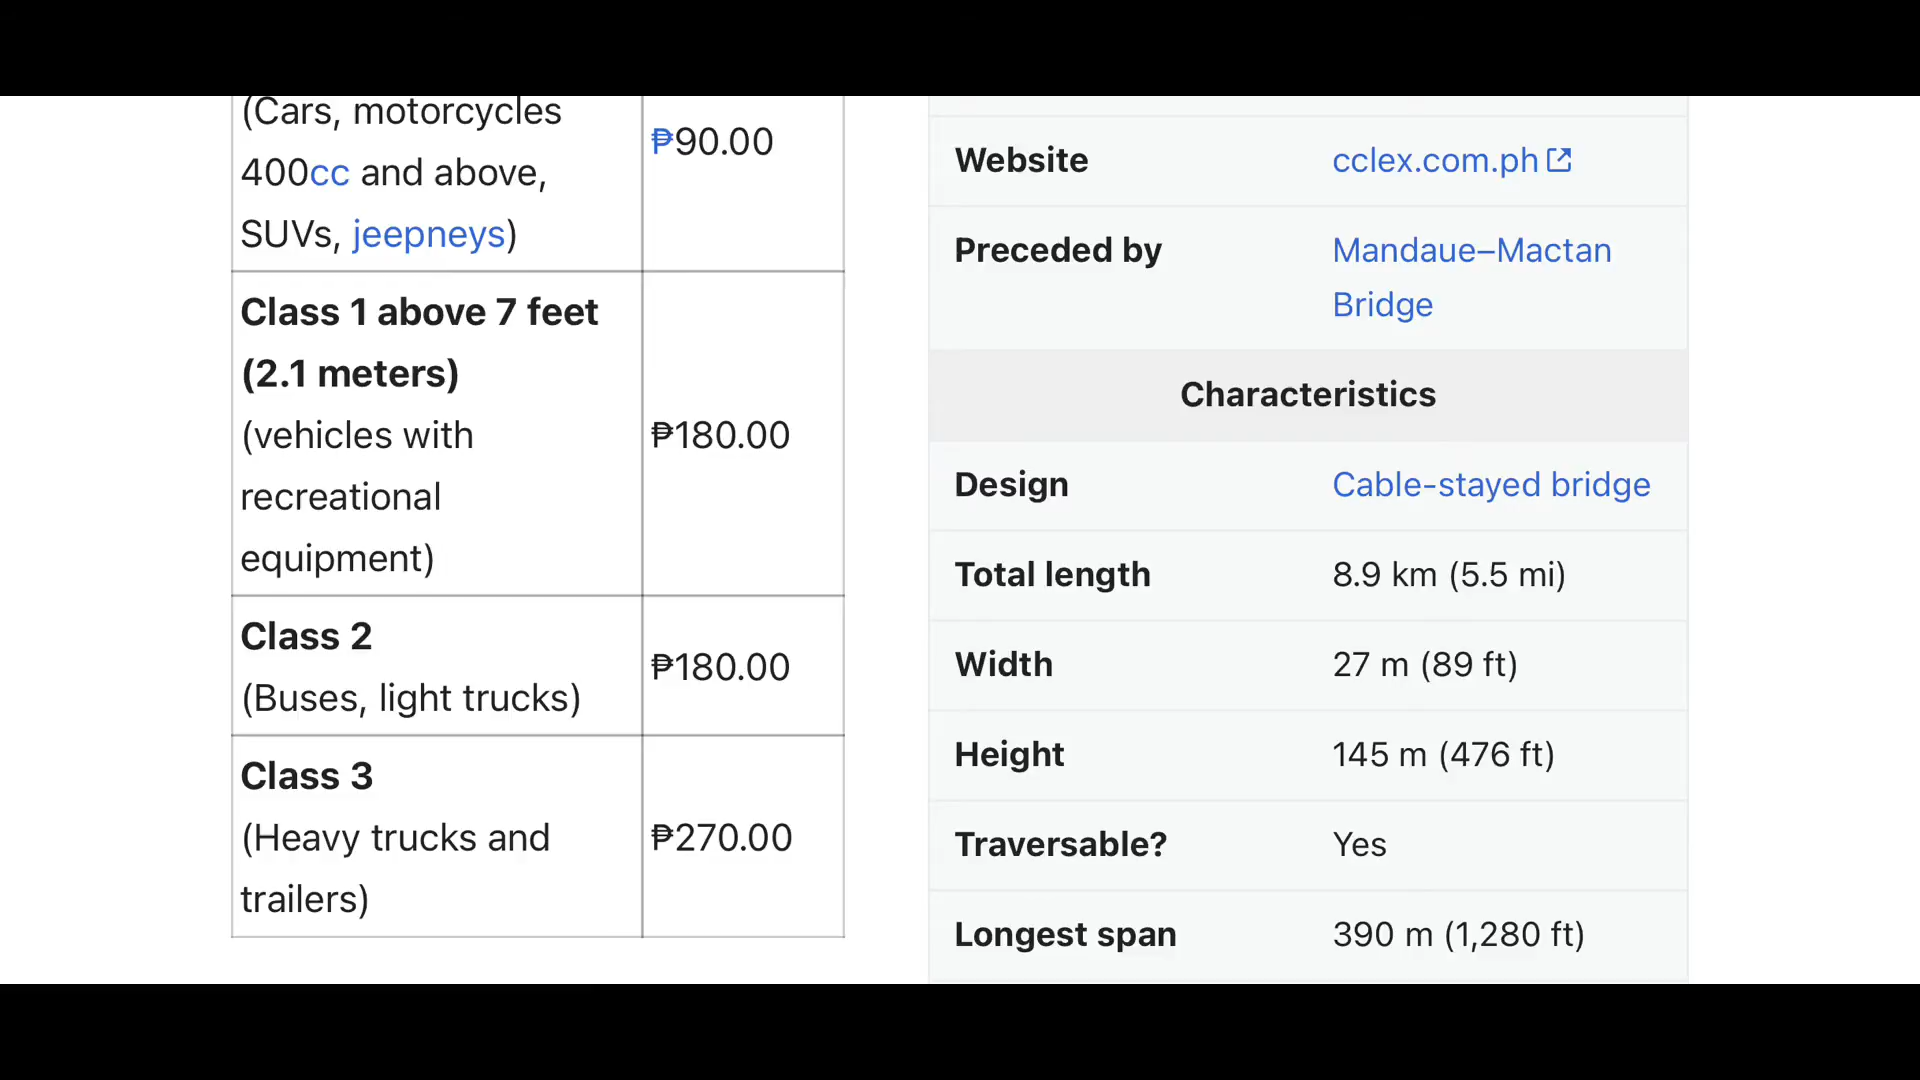 (Cars, motorcycles
400cc and above,
SUVs, jeepneys)
₱90.00
Class 1 above 7 feet
(2.1 meters)
(vehicles with
recreational
equipment)
₱180.00
Class 2
(Buses, light trucks)
₱180.00
Class 3
(Heavy trucks and
trailers)
₱270.00
Website cclex.com.ph
Preceded by Mandaue–Mactan
Bridge
Characteristics
Design Cable-stayed bridge
Total length 8.9 km (5.5 mi)
Width 27 m (89 ft)
Height 145 m (476 ft)
Traversable? Yes
Longest span 390 m (1,280 ft)